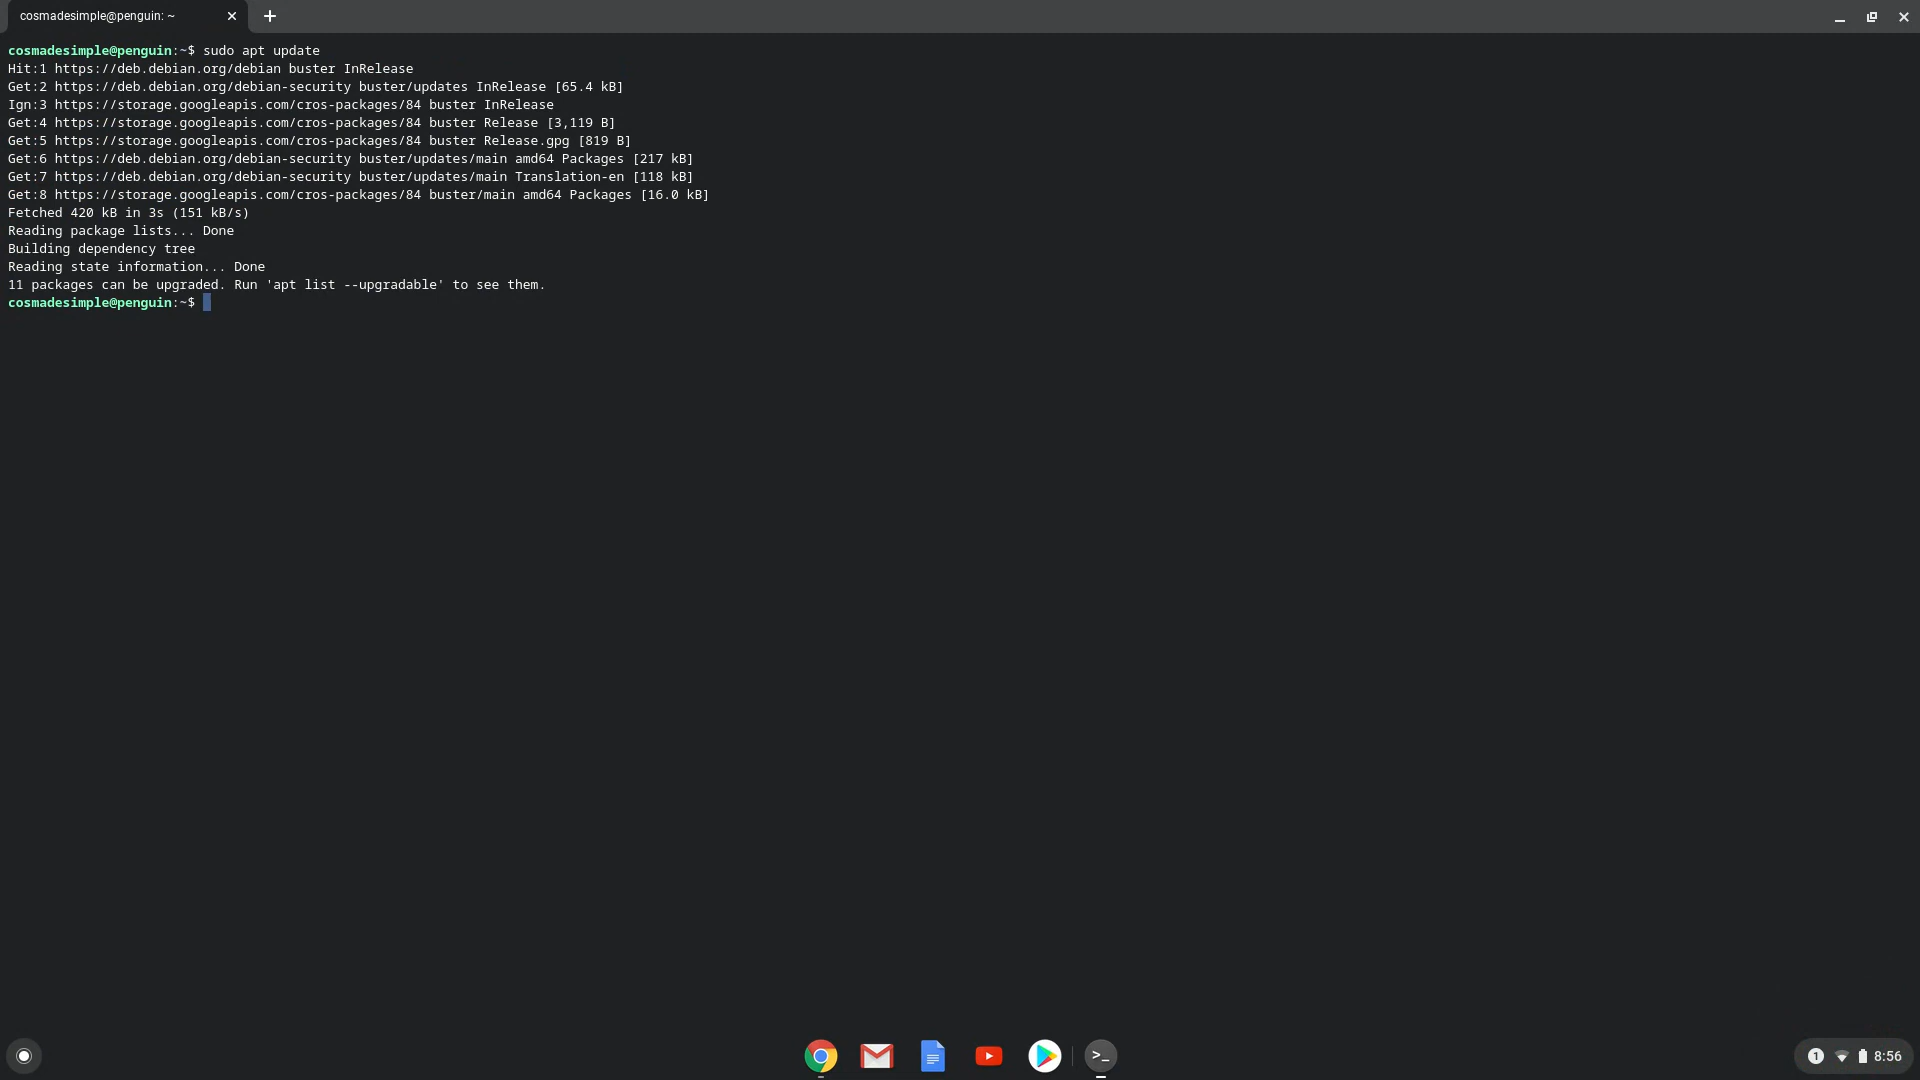 cosmadesimple@penguin: ~
cosmadesimple@penguin:~$ sudo apt update
Hit:1 https://deb.debian.org/debian buster InRelease
Get:2 https://deb.debian.org/debian-security buster/updates InRelease [65.4 kB]
Ign:3 https://storage.googleapis.com/cros-packages/84 buster InRelease
Get:4 https://storage.googleapis.com/cros-packages/84 buster Release [3,119 B]
Get:5 https://storage.googleapis.com/cros-packages/84 buster Release.gpg [819 B]
Get:6 https://deb.debian.org/debian-security buster/updates/main amd64 Packages [217 kB]
Get:7 https://deb.debian.org/debian-security buster/updates/main Translation-en [118 kB]
Get:8 https://storage.googleapis.com/cros-packages/84 buster/main amd64 Packages [16.0 kB]
Fetched 420 kB in 3s (151 kB/s)
Reading package lists... Done
Building dependency tree
Reading state information... Done
11 packages can be upgraded. Run 'apt list --upgradable' to see them.
cosmadesimple@penguin:~$
>_
1 8:56